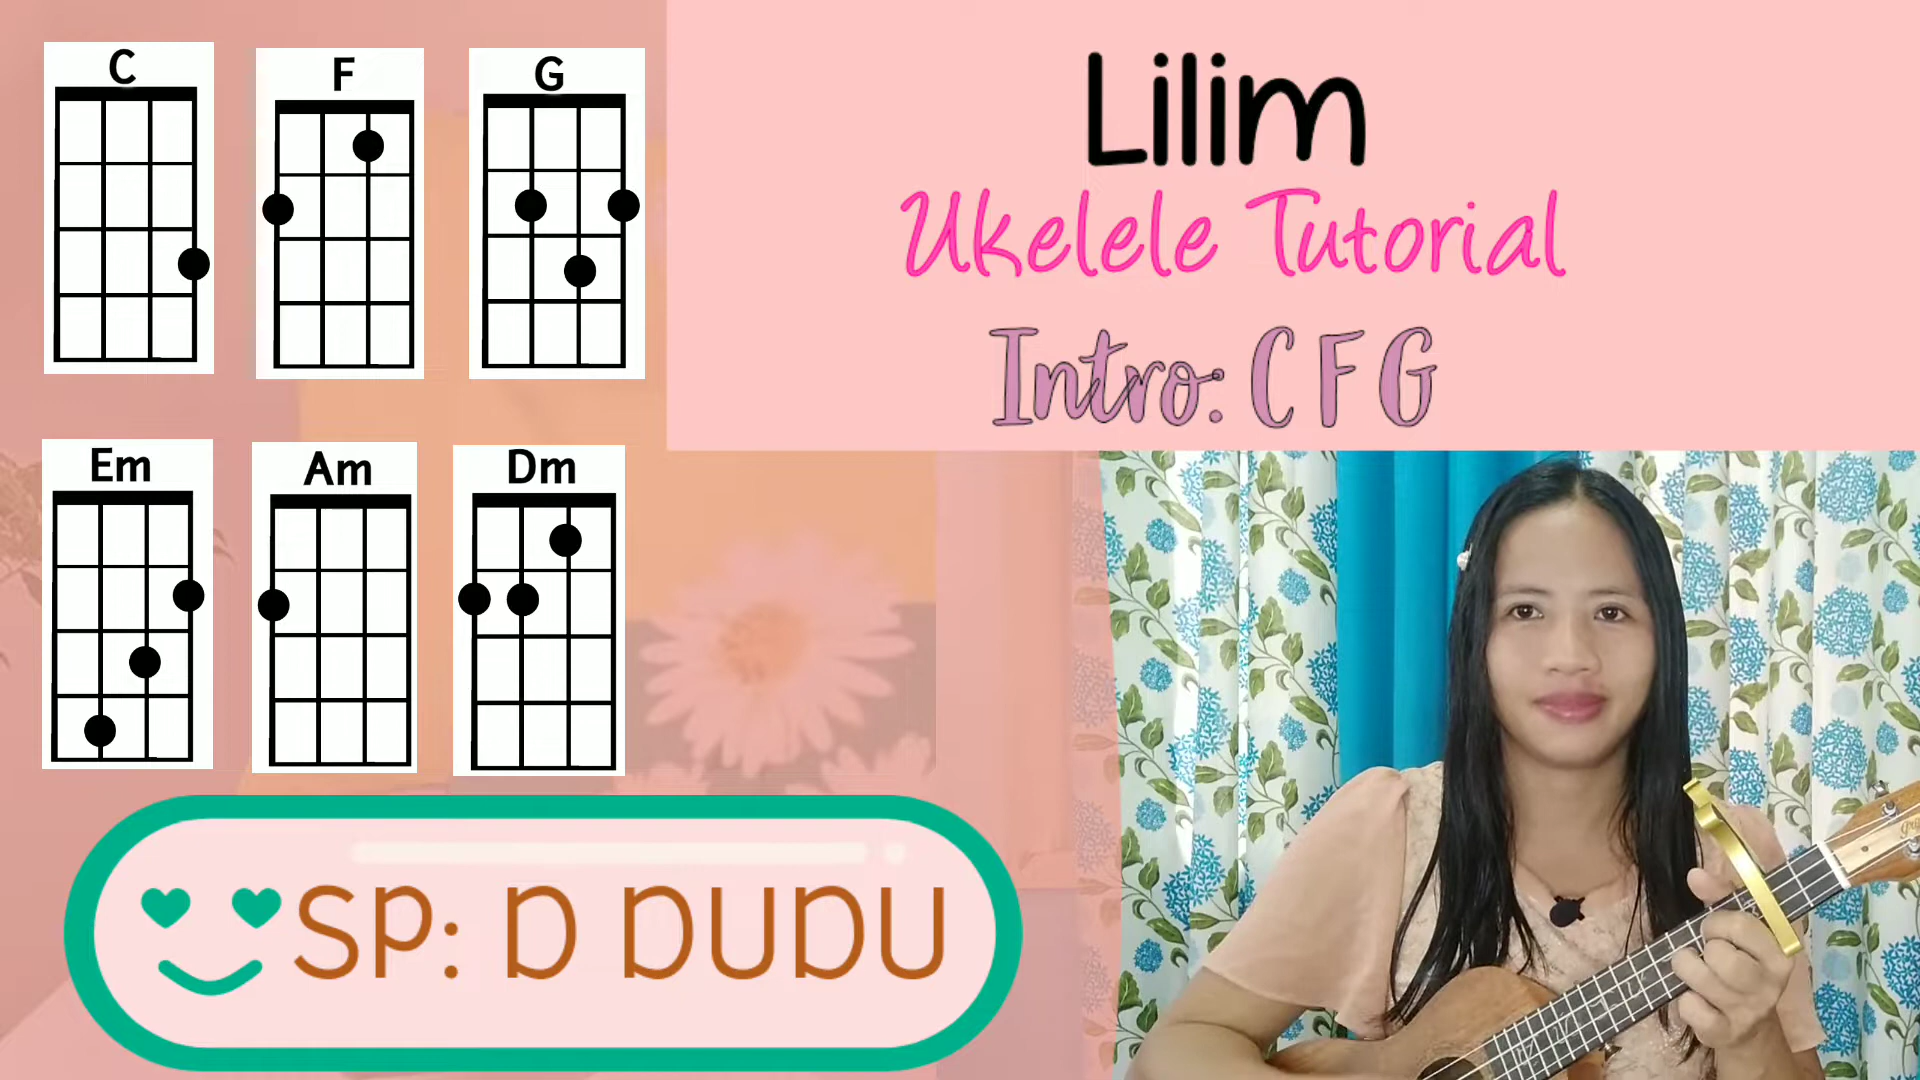 C F G
Em Am Dm
Lilim
Ukelele Tutorial
Intro: C F G
SP: D DUDU